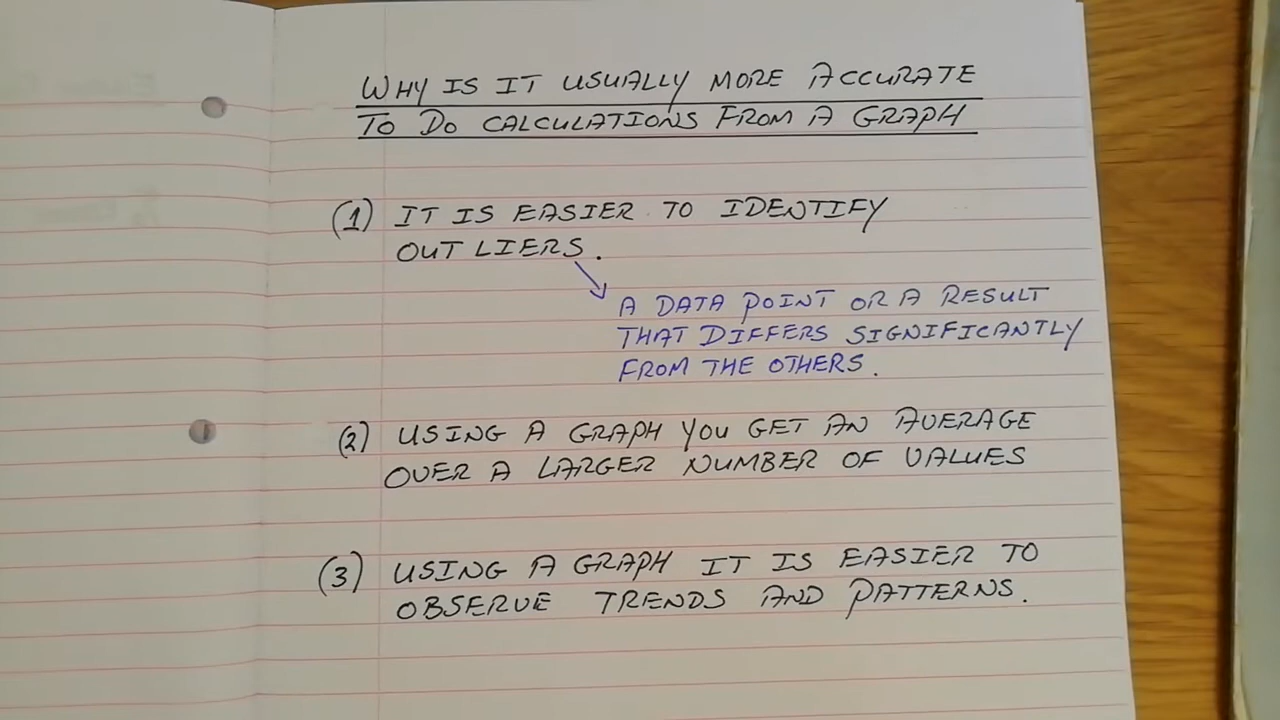 WHY IS IT USUALLY MORE ACCURATE
TO DO CALCULATIONS FROM A GRAPH
(1) IT IS EASIER TO IDENTIFY
OUT LIERS.
A DATA POINT OR A RESULT
THAT DIFFERS SIGNIFICANTLY
FROM THE OTHERS.
(2) USING A GRAPH YOU GET AN AVERAGE
OVER A LARGER NUMBER OF VALUES
(3) USING A GRAPH IT IS EASIER TO
OBSERVE TRENDS AND PATTERNS.